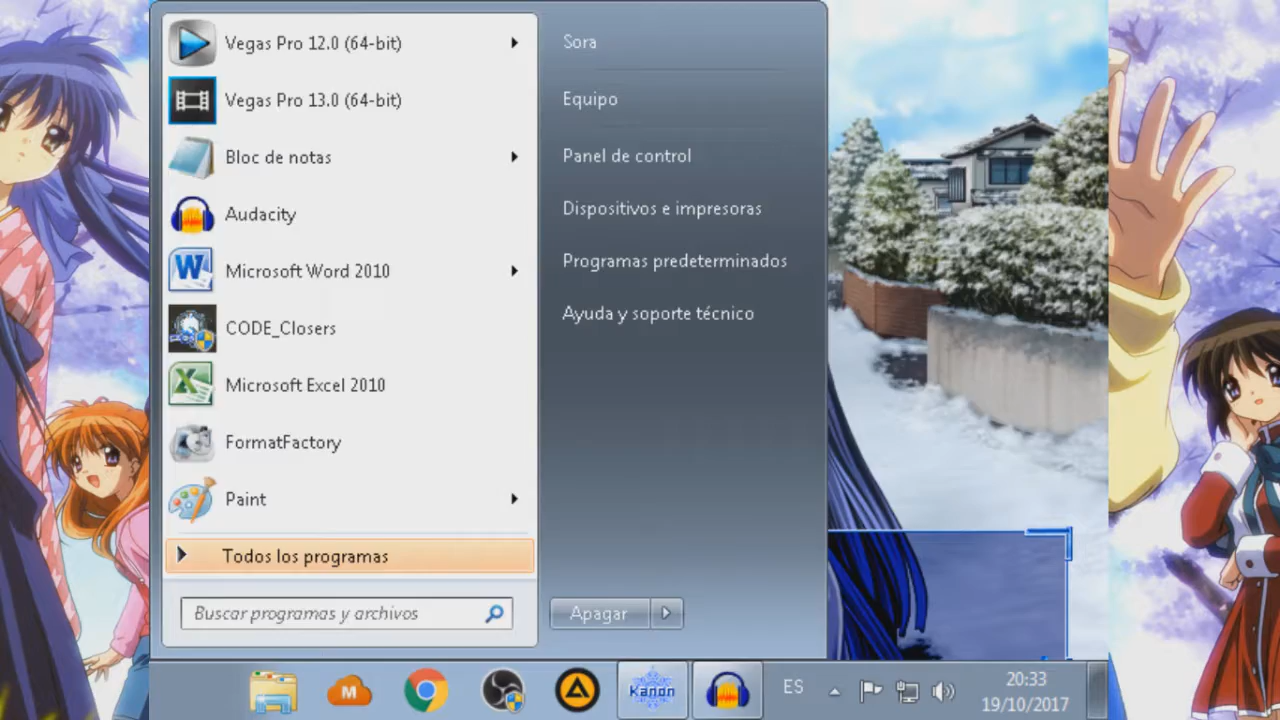 Vegas Pro 12.0 (64-bit)
Vegas Pro 13.0 (64-bit)
Bloc de notas
Audacity
Microsoft Word 2010
CODE_Closers
Microsoft Excel 2010
FormatFactory
Paint
Todos los programas
Buscar programas y archivos
Sora
Equipo
Panel de control
Dispositivos e impresoras
Programas predeterminados
Ayuda y soporte técnico
Apagar
M
Kanon
ES
20:33
19/10/2017